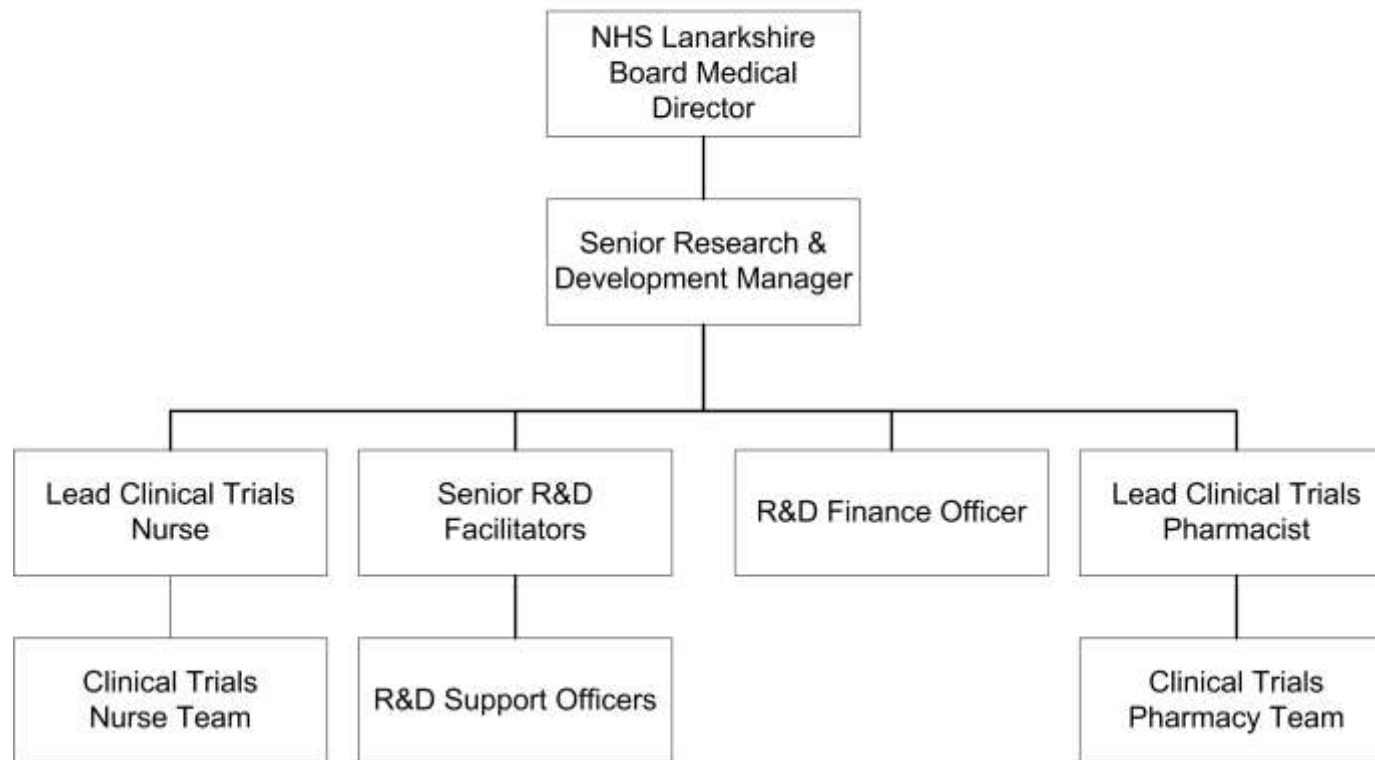 NHS Lanarkshire
Board Medical
Director
Senior Research &
Development Manager
Lead Clinical Trials
Nurse
Senior R&D
Facilitators
R&D Finance Officer
Lead Clinical Trials
Pharmacist
Clinical Trials
Nurse Team
R&D Support Officers
Clinical Trials
Pharmacy Team